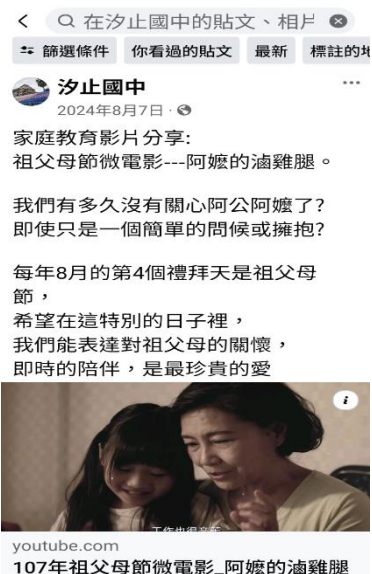 在汐止國中的貼文、相片
篩選條件 你看過的貼文 最新 標註的
汐止國中
2024年8月7日
家庭教育影片分享:
祖父母節微電影---阿嬤的滷雞腿。
我們有多久沒有關心阿公阿嬤了?
即使只是一個簡單的問候或擁抱?
每年8月的第4個禮拜天是祖父母
節，
希望在這特別的日子裡，
我們能表達對祖父母的關懷，
即時的陪伴，是最珍貴的愛
youtube.com
107年祖父母節微電影_阿嬤的滷雞腿